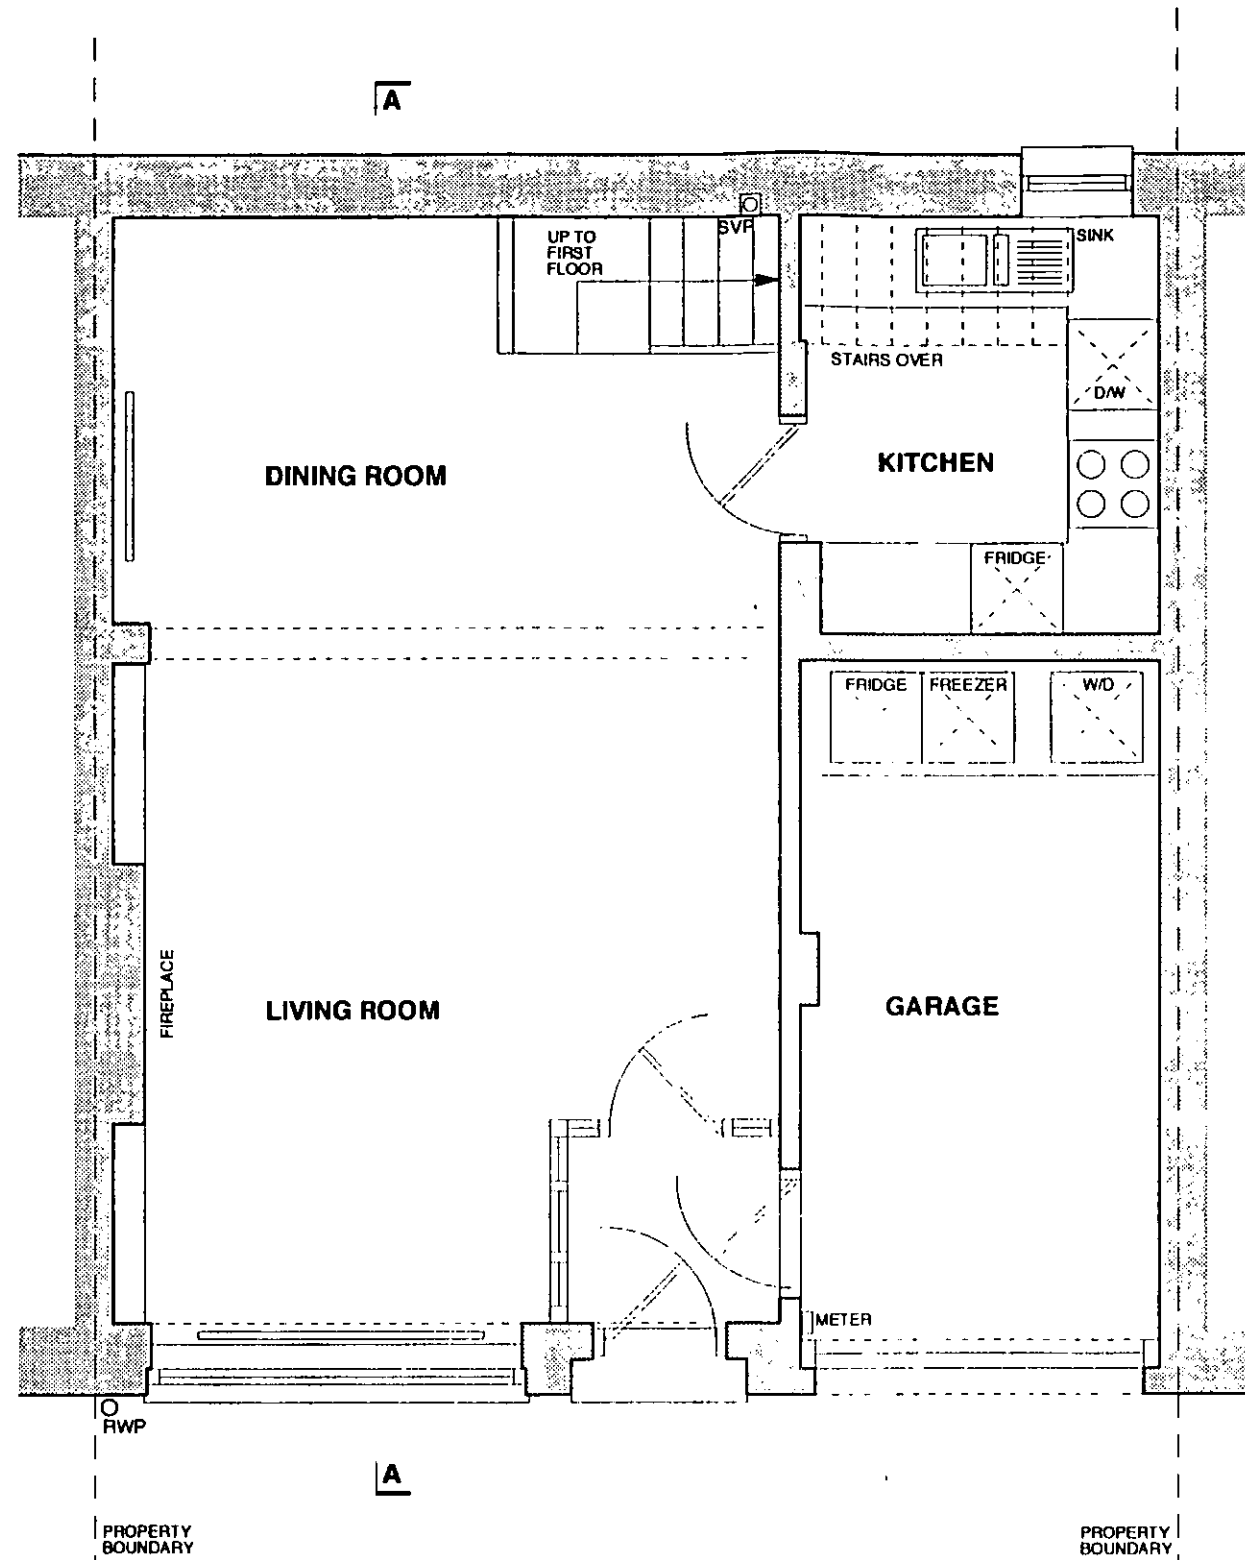 A
UP TO
FIRST
FLOOR
SVP
SINK
STAIRS OVER
D/W
DINING ROOM
KITCHEN
FRIDGE
FRIDGE
FREEZER
W/D
FIREPLACE
LIVING ROOM
GARAGE
METER
RWP
A
PROPERTY
BOUNDARY
PROPERTY
BOUNDARY